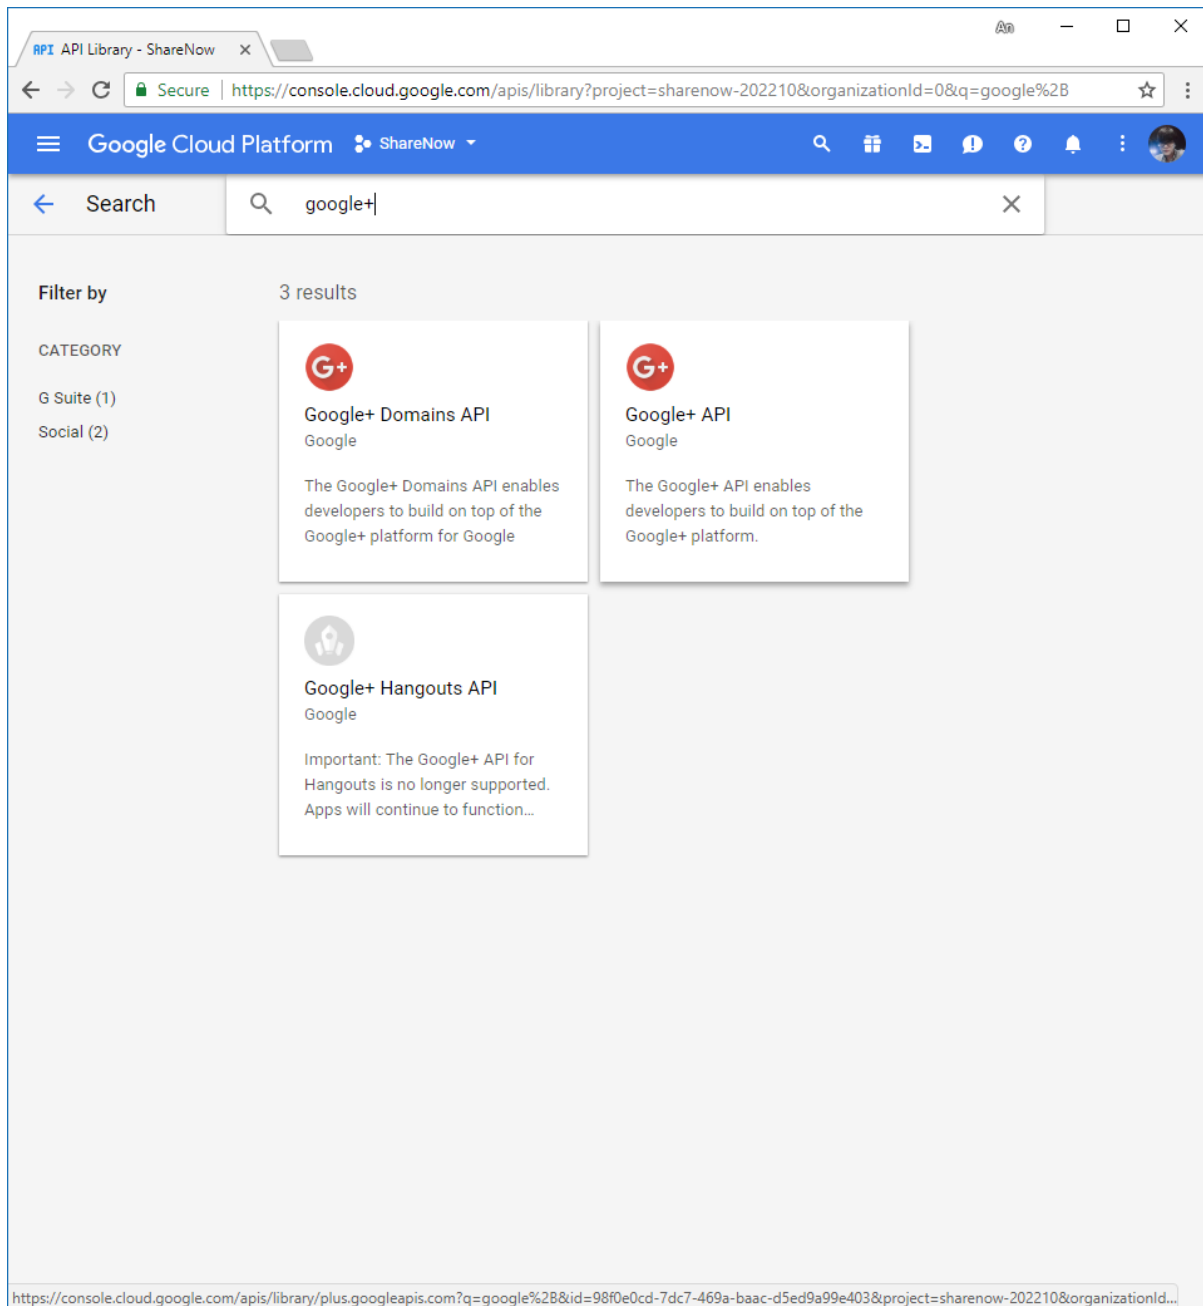 An
API API Library - ShareNow
Secure https://console.cloud.google.com/apis/library?project=sharenow-202210&organizationId=0&q=google%2B
Google Cloud Platform ShareNow
Search google+
Filter by
CATEGORY
G Suite (1)
Social (2)
3 results
G+
Google+ Domains API
Google
The Google+ Domains API enables
developers to build on top of the
Google+ platform for Google
G+
Google+ API
Google
The Google+ API enables
developers to build on top of the
Google+ platform.
Google+ Hangouts API
Google
Important: The Google+ API for
Hangouts is no longer supported.
Apps will continue to function...
https://console.cloud.google.com/apis/library/plus.googleapis.com?q=google%2B&id=98f0e0cd-7dc7-469a-baac-d5ed9a99e403&project=sharenow-202210&organizationId...